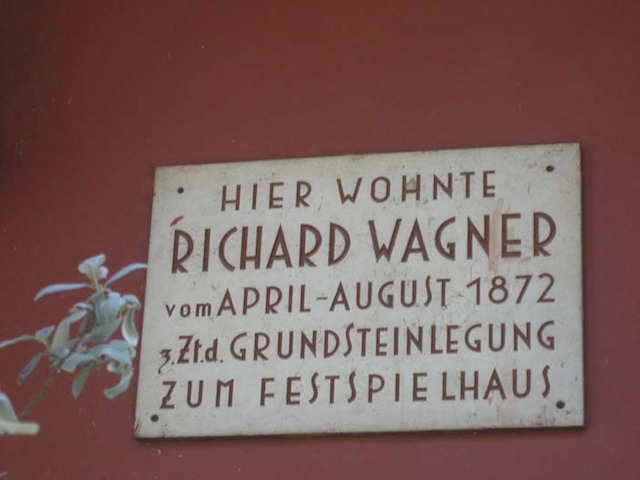 HIER WOHNTE
RICHARD WAGNER
vom APRIL-AUGUST 1872
z.Zt.d. GRUNDSTEINLEGUNG
ZUM FESTSPIELHAUS